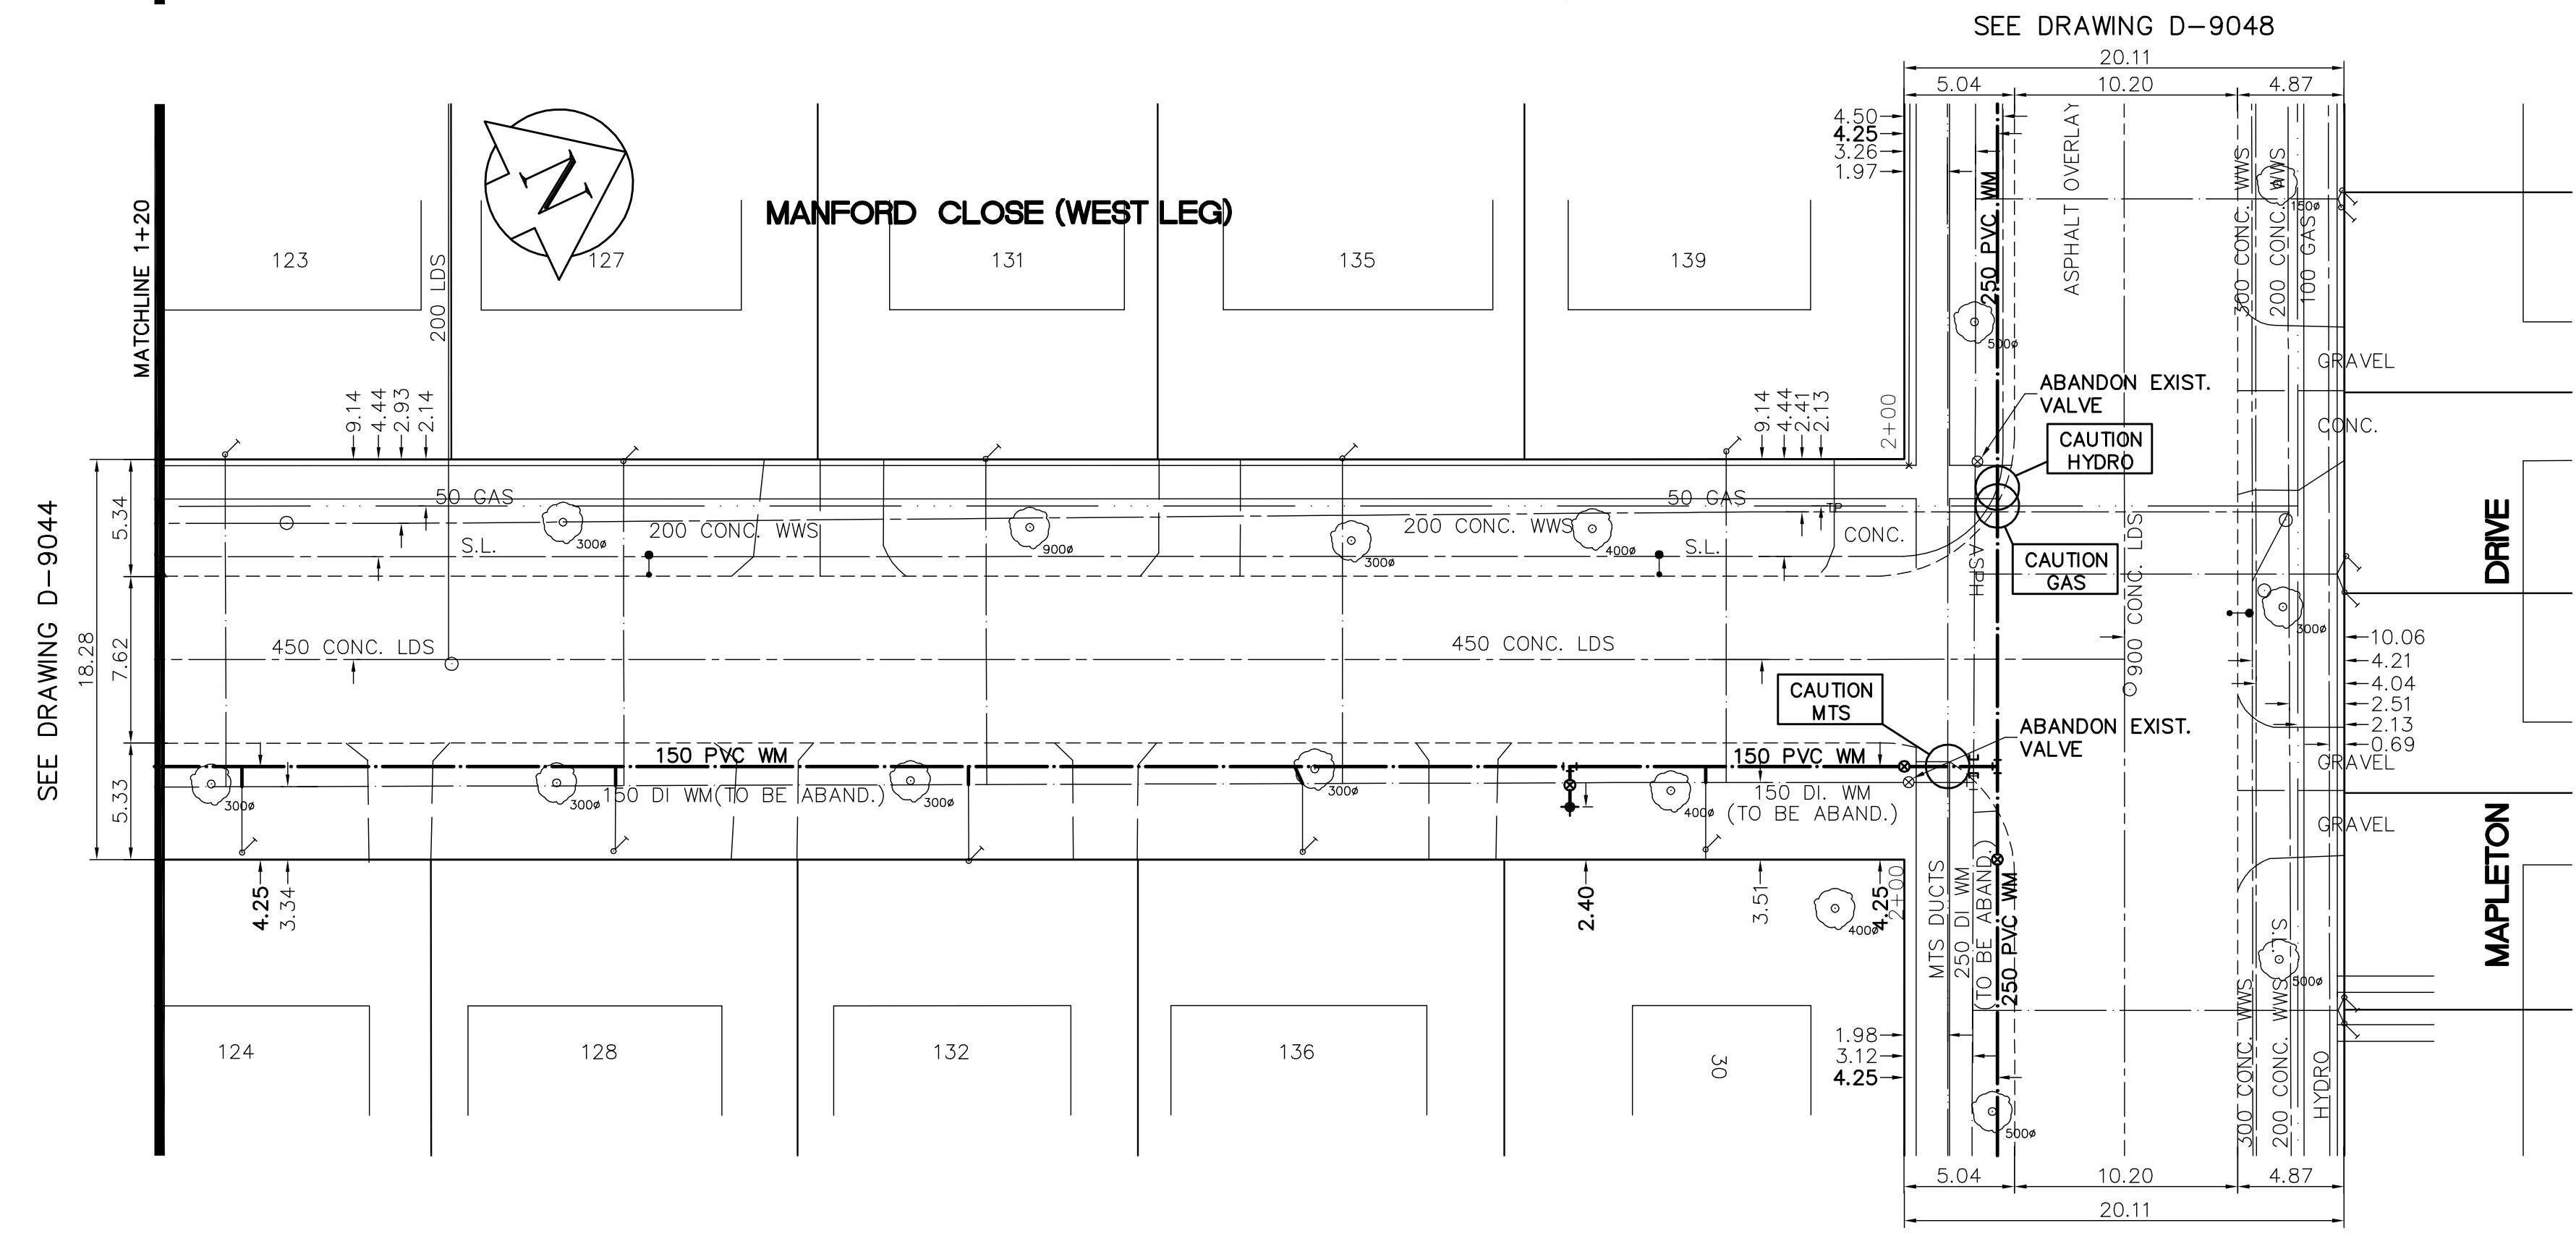 SEE DRAWING D-9048
20.11
5.04
10.20
4.87
4.50
4.25
3.26
1.97
250 PVC WM
ASPHALT OVERLAY
300 CONC. WWS
200 CONC. WWS
100 GAS
150ø
N
MANFORD CLOSE (WEST LEG)
MATCHLINE 1+20
123
200 LDS
127
131
135
139
500ø
GRAVEL
ABANDON EXIST.
VALVE
CONC.
CAUTION
HYDRO
9.14
4.44
2.93
2.14
9.14
4.44
2.41
2.13
2+00
SEE DRAWING D-9044
18.28
5.34
7.62
5.33
50 GAS
50 GAS
TP
300ø
200 CONC. WWS
900ø
300ø
200 CONC. WWS
400ø
S.L.
S.L.
CONC.
ASPH
CAUTION
GAS
900 CONC. LDS
300ø
DRIVE
450 CONC. LDS
450 CONC. LDS
10.06
4.21
4.04
2.51
2.13
0.69
CAUTION
MTS
ABANDON EXIST.
VALVE
150 PVC WM
150 PVC WM
GRAVEL
300ø
300ø
150 DI WM(TO BE ABAND.)
300ø
300ø
400ø
150 DI. WM
(TO BE ABAND.)
GRAVEL
MAPLETON
4.25
3.34
2.40
3.51
4.25
2+00
400ø
MTS DUCTS
250 DI WM
(TO BE ABAND.)
250 PVC WM
S.L.
500ø
124
128
132
136
30
1.98
3.12
4.25
300 CONC. WWS
200 CONC. WWS
HYDRO
500ø
5.04
10.20
4.87
20.11